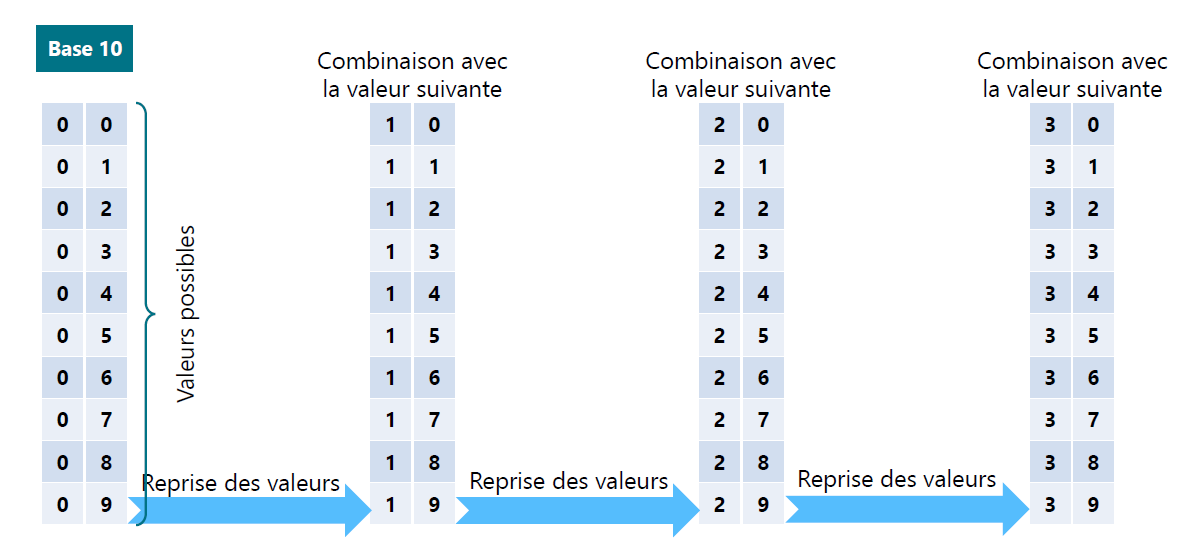 Base 10
Combinaison avec
la valeur suivante
Combinaison avec
la valeur suivante
Combinaison avec
la valeur suivante
0 0 1 0 2 0 3 0
0 1 1 1 2 1 3 1
0 2 1 2 2 2 3 2
0 3 1 3 2 3 3 3
0 4 1 4 2 4 3 4
0 5 1 5 2 5 3 5
0 6 1 6 2 6 3 6
0 7 1 7 2 7 3 7
0 8 1 8 2 8 3 8
0 9 1 9 2 9 3 9
Valeurs possibles
Reprise des valeurs
Reprise des valeurs
Reprise des valeurs